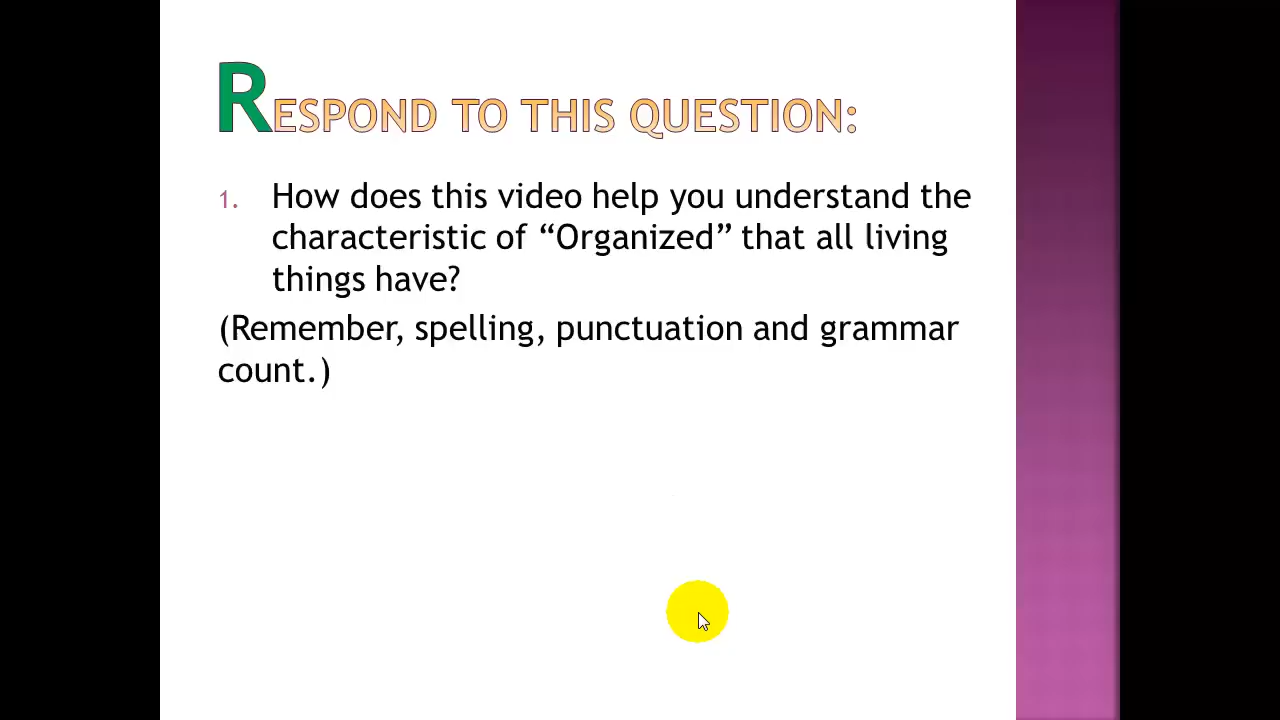 RESPOND TO THIS QUESTION:
1. How does this video help you understand the
characteristic of “Organized” that all living
things have?
(Remember, spelling, punctuation and grammar
count.)